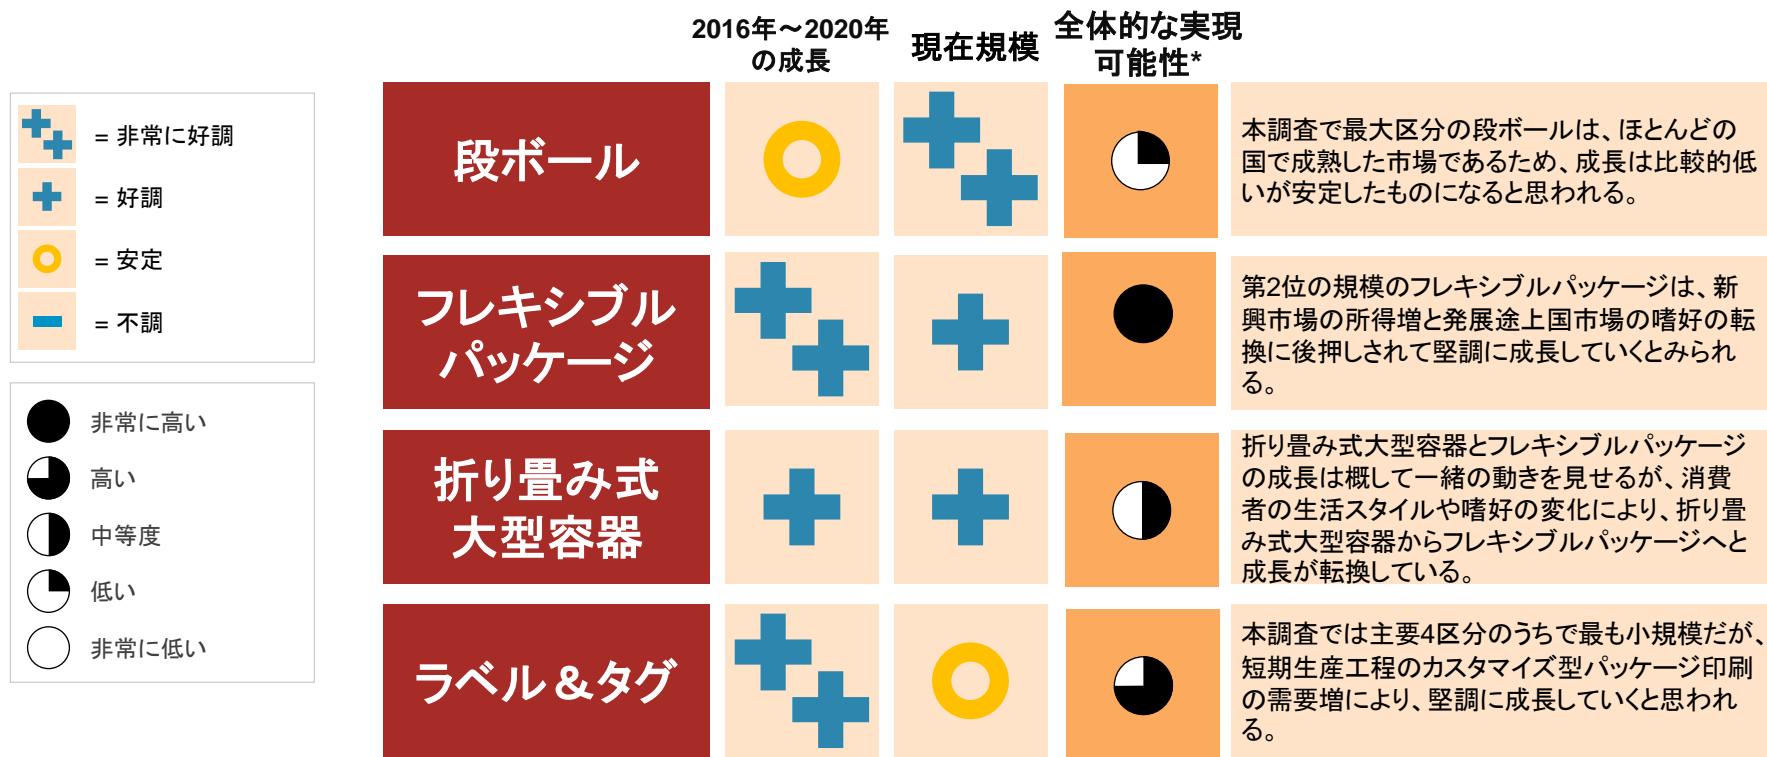 2016年～2020年
の成長
現在規模
全体的な実現
可能性*
= 非常に好調
= 好調
= 安定
= 不調
非常に高い
高い
中等度
低い
非常に低い
段ボール
本調査で最大区分の段ボールは、ほとんどの
国で成熟した市場であるため、成長は比較的低
いが安定したものになると思われる。
フレキシブル
パッケージ
第2位の規模のフレキシブルパッケージは、新
興市場の所得増と発展途上国市場の嗜好の転
換に後押しされて堅調に成長していくとみられ
る。
折り畳み式
大型容器
折り畳み式大型容器とフレキシブルパッケージ
の成長は概して一緒の動きを見せるが、消費
者の生活スタイルや嗜好の変化により、折り畳
み式大型容器からフレキシブルパッケージへと
成長が転換している。
ラベル＆タグ
本調査では主要4区分のうちで最も小規模だが、
短期生産工程のカスタマイズ型パッケージ印刷
の需要増により、堅調に成長していくと思われ
る。